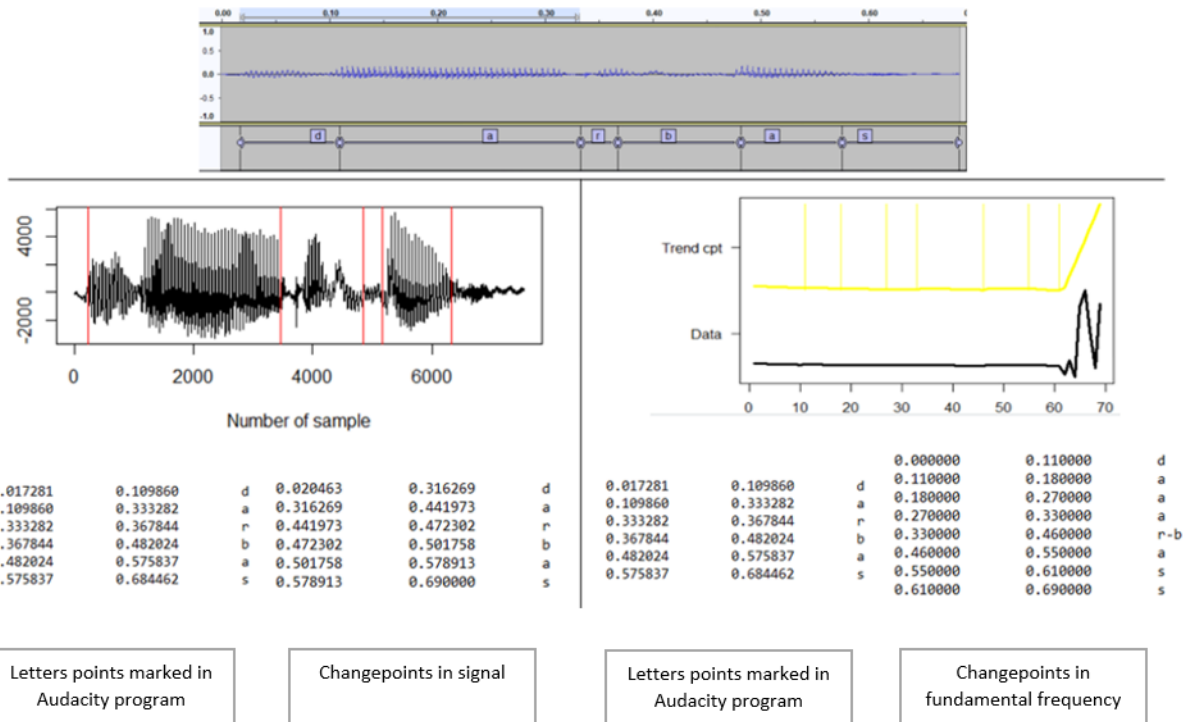 0.00 0.10 0.20 0.30 0.40 0.50 0.60
1.0
0.5
0.0
-0.5
-1.0
d a r b a s
4000
-2000
0 2000 4000 6000
Number of sample
Trend cpt
Data
0 10 20 30 40 50 60 70
.017281 0.109860 d
.109860 0.333282 a
.333282 0.367844 r
.367844 0.482024 b
.482024 0.575837 a
.575837 0.684462 s
0.020463 0.316269 d
0.316269 0.441973 a
0.441973 0.472302 r
0.472302 0.501758 b
0.501758 0.578913 a
0.578913 0.690000 s
0.017281 0.109860 d
0.109860 0.333282 a
0.333282 0.367844 r
0.367844 0.482024 b
0.482024 0.575837 a
0.575837 0.684462 s
0.000000 0.110000 d
0.110000 0.180000 a
0.180000 0.270000 a
0.270000 0.330000 a
0.330000 0.460000 r-b
0.460000 0.550000 a
0.550000 0.610000 s
0.610000 0.690000 s
Letters points marked in
Audacity program
Changepoints in signal
Letters points marked in
Audacity program
Changepoints in
fundamental frequency